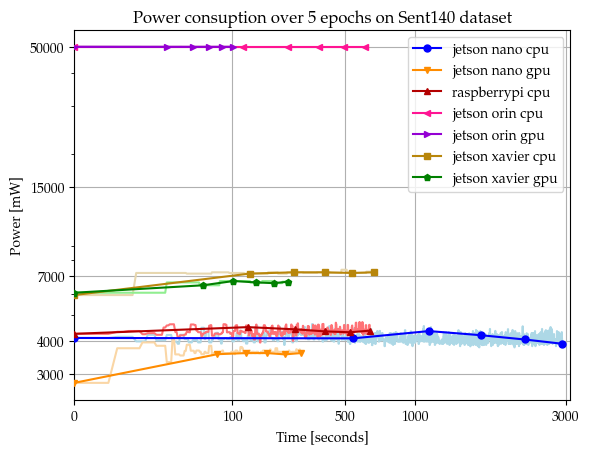 Power consuption over 5 epochs on Sent140 dataset
50000
15000
7000
4000
3000
Power [mW]
jetson nano cpu
jetson nano gpu
raspberrypi cpu
jetson orin cpu
jetson orin gpu
jetson xavier cpu
jetson xavier gpu
0 100 500 1000 3000
Time [seconds]